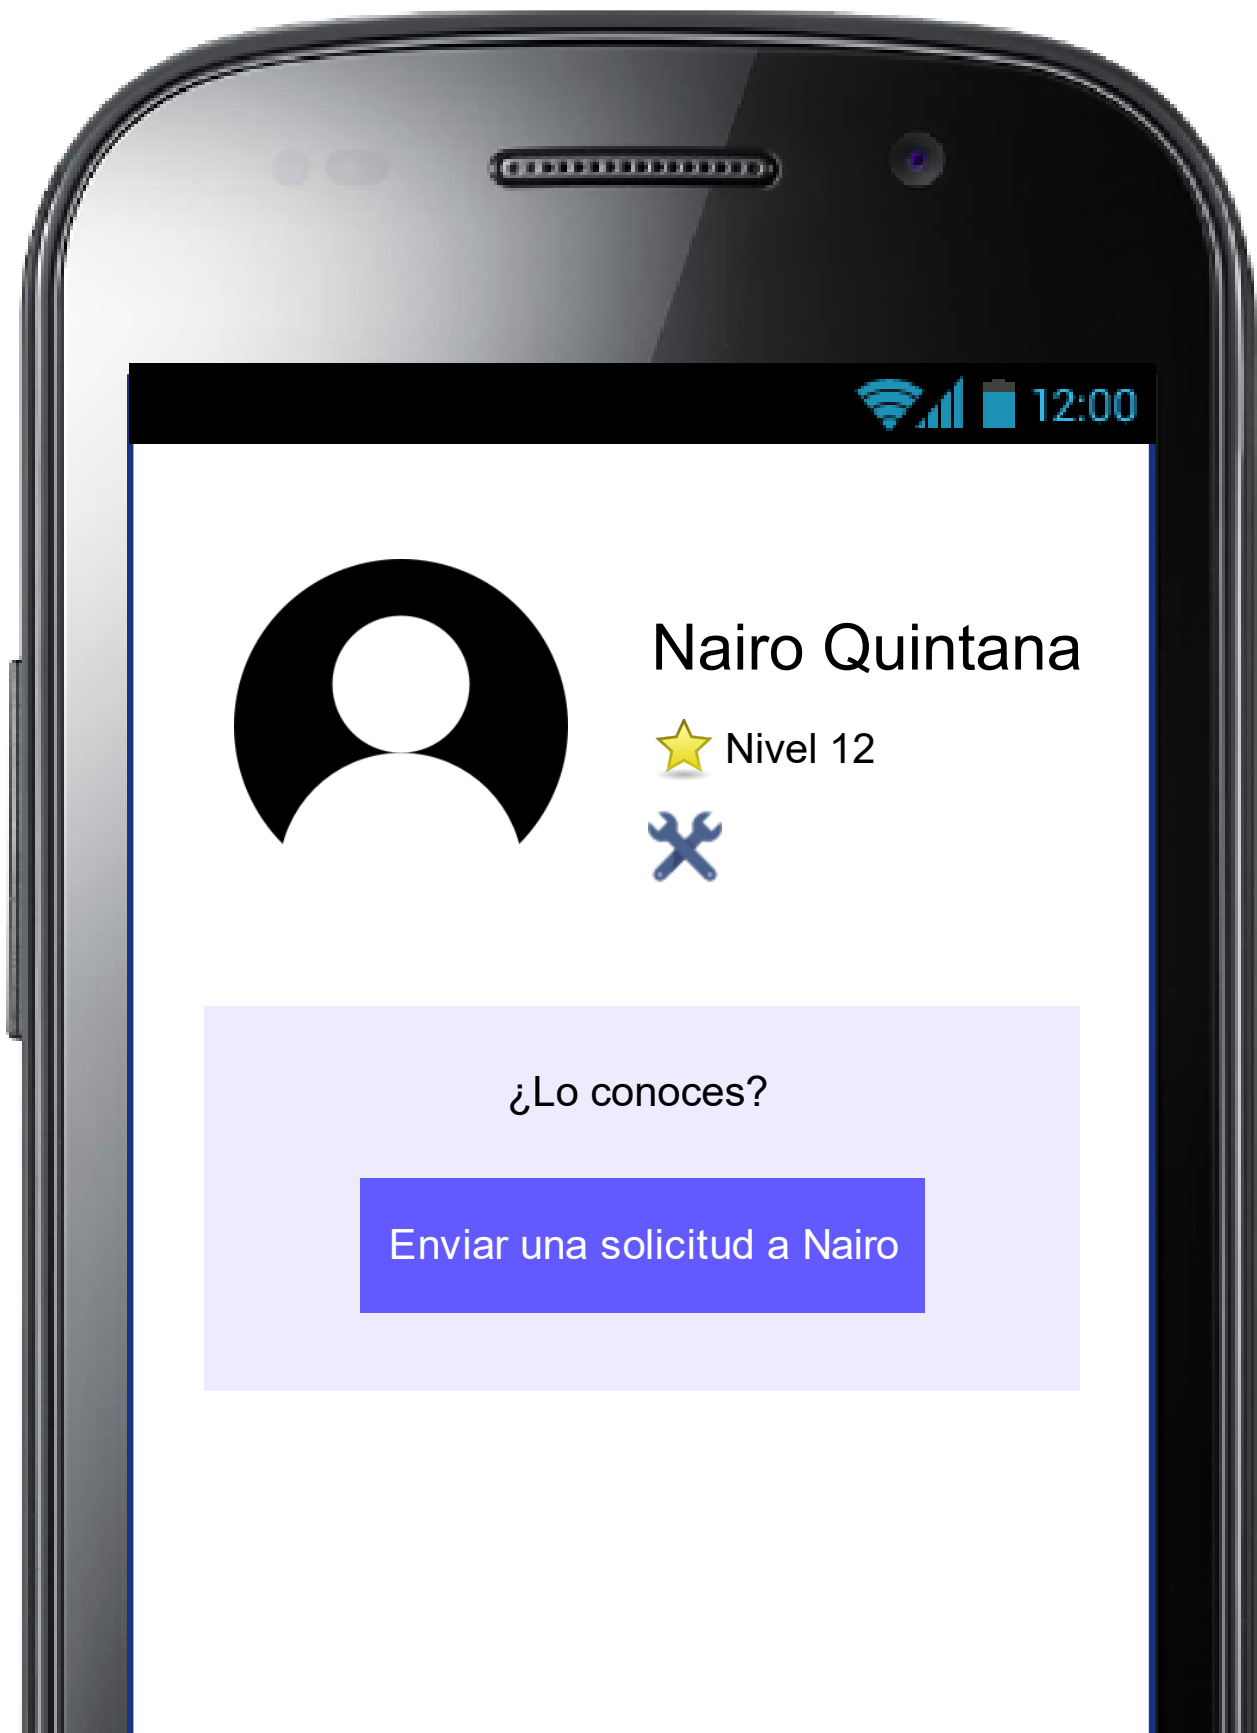 12:00
Nairo Quintana
Nivel 12
¿Lo conoces?
Enviar una solicitud a Nairo